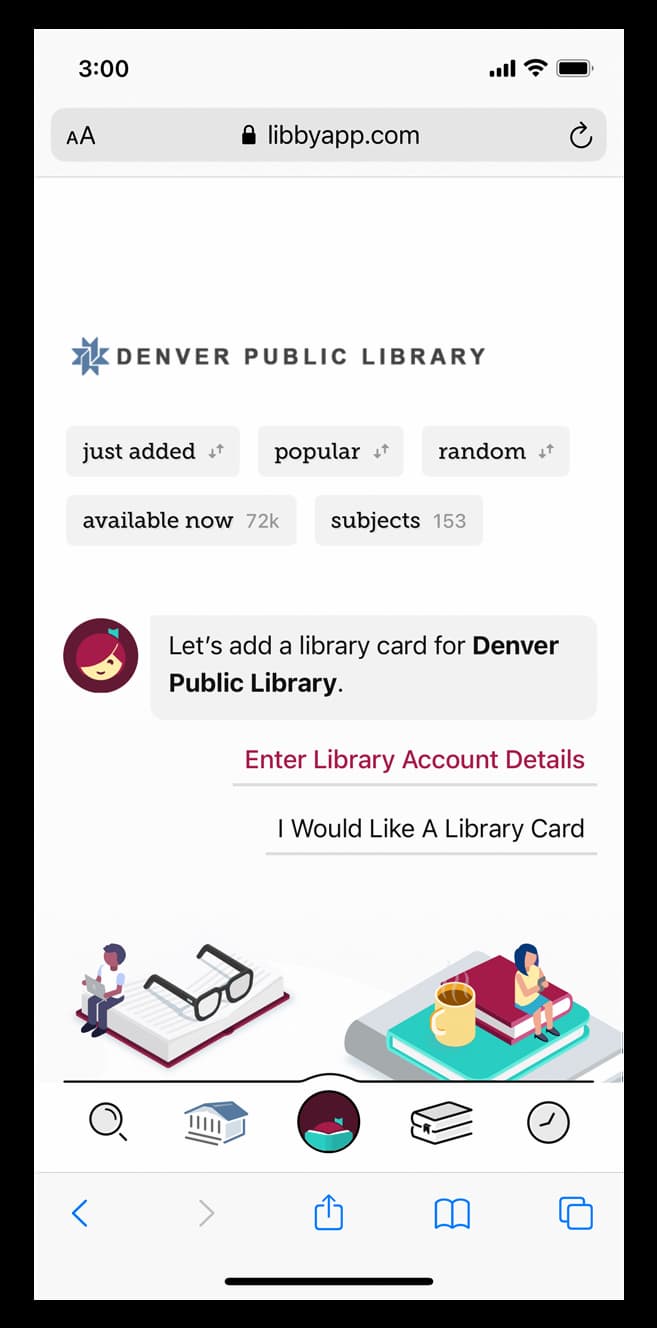 3:00
AA libbyapp.com
DENVER PUBLIC LIBRARY
just added popular random
available now 72k subjects 153
Let’s add a library card for Denver
Public Library.
Enter Library Account Details
I Would Like A Library Card